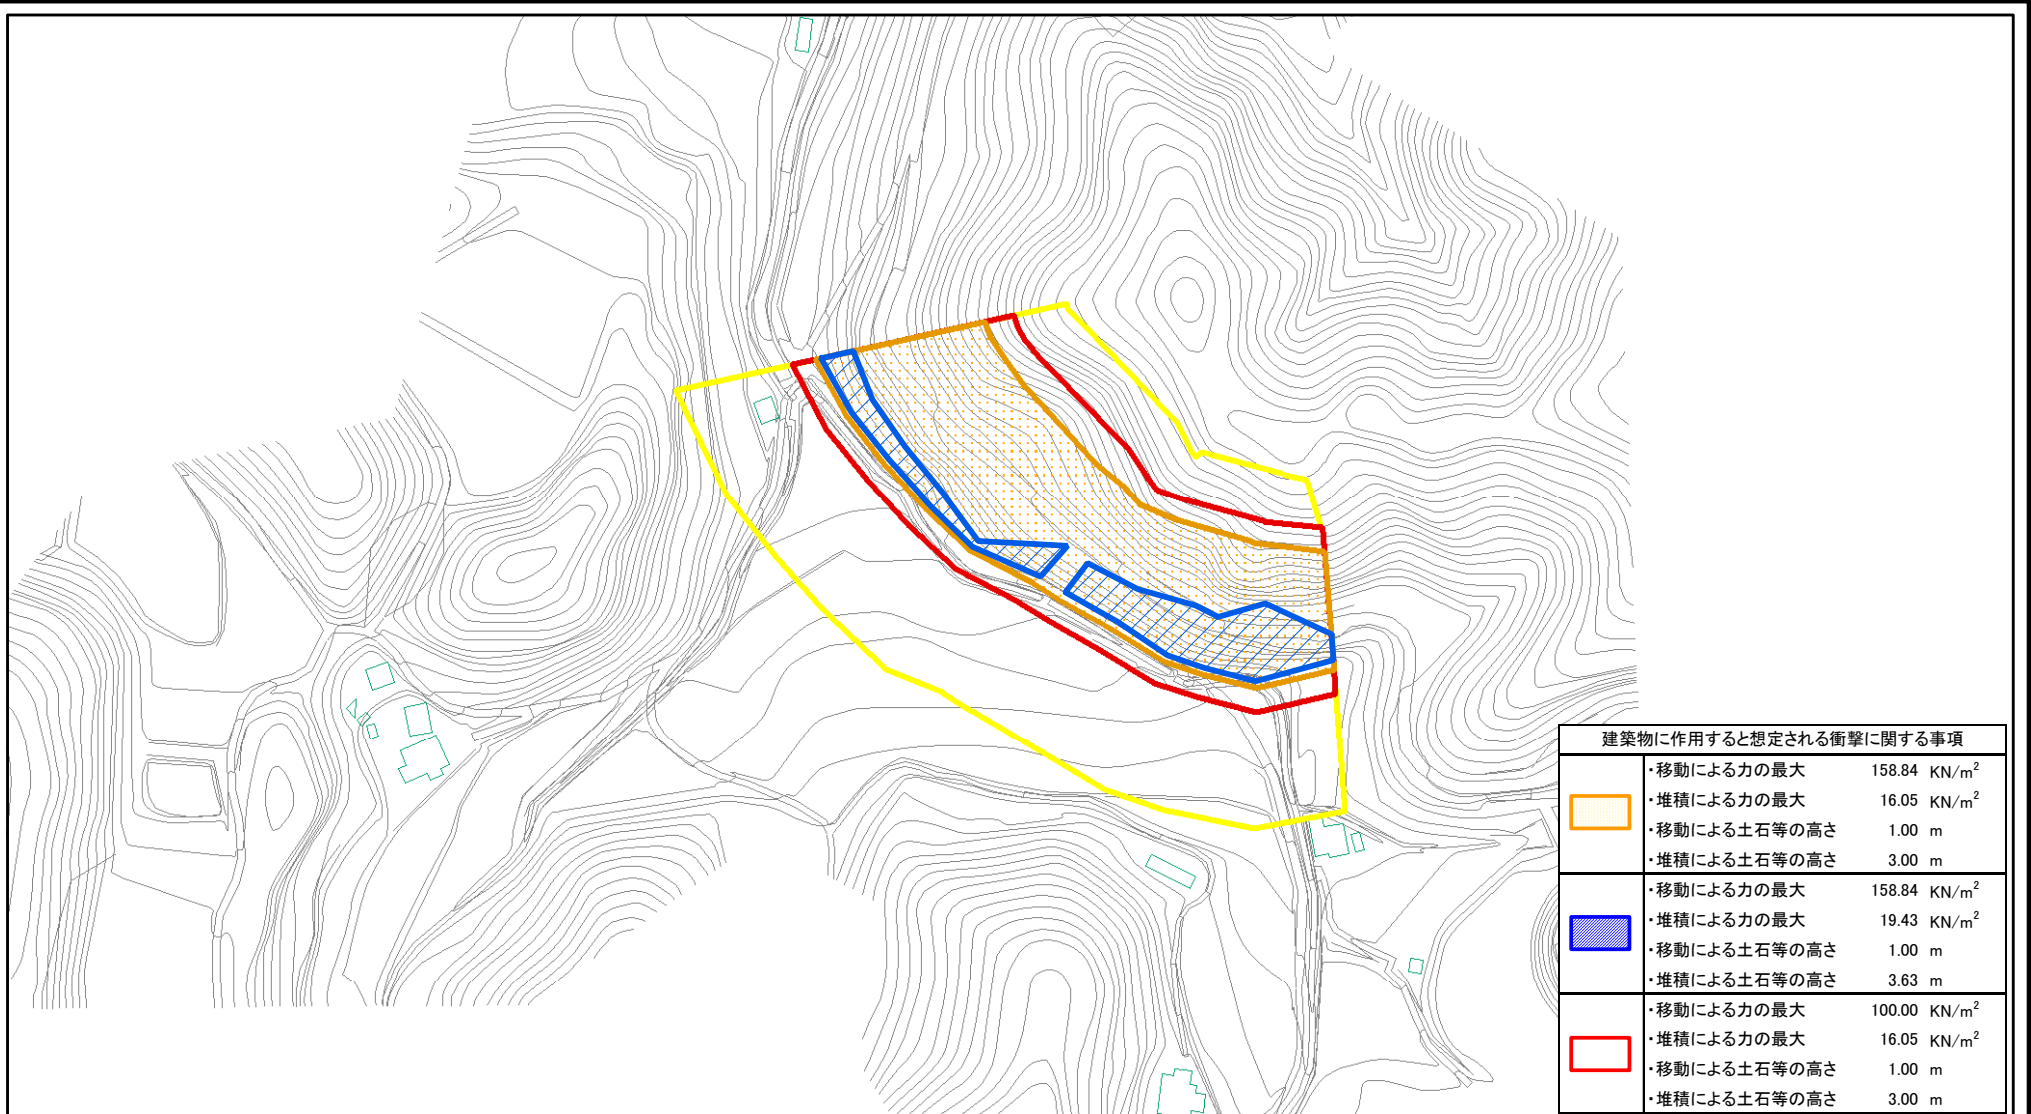 建築物に作用すると想定される衝撃に関する事項
・移動による力の最大 158.84 KN/m²
・堆積による力の最大 16.05 KN/m²
・移動による土石等の高さ 1.00 m
・堆積による土石等の高さ 3.00 m
・移動による力の最大 158.84 KN/m²
・堆積による力の最大 19.43 KN/m²
・移動による土石等の高さ 1.00 m
・堆積による土石等の高さ 3.63 m
・移動による力の最大 100.00 KN/m²
・堆積による力の最大 16.05 KN/m²
・移動による土石等の高さ 1.00 m
・堆積による土石等の高さ 3.00 m